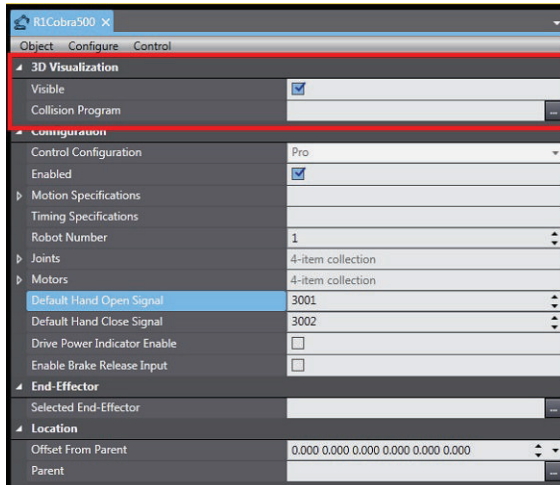 R1Cobra500
Object Configure Control
3D Visualization
Visible
Collision Program ...
Configuration
Control Configuration Pro
Enabled
Motion Specifications
Timing Specifications
Robot Number 1
Joints 4-item collection
Motors 4-item collection
Default Hand Open Signal 3001
Default Hand Close Signal 3002
Drive Power Indicator Enable
Enable Brake Release Input
End-Effector
Selected End-Effector ...
Location
Offset From Parent 0.000 0.000 0.000 0.000 0.000 0.000
Parent ...